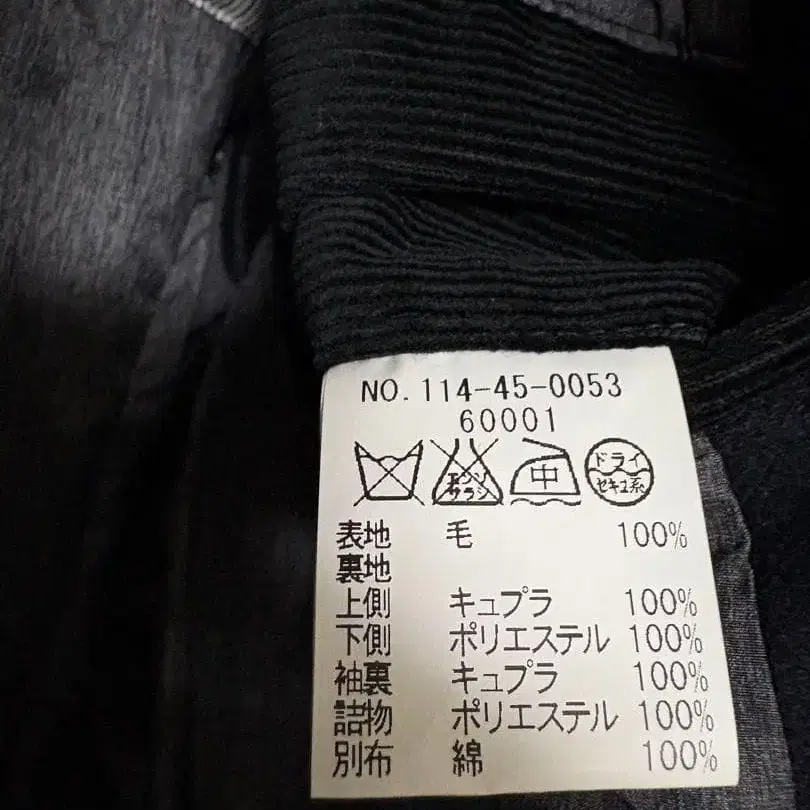 NO. 114-45-0053
60001
エンソ
サラシ
中
ドライ
セキユ系
表地 毛 100%
裏地
上側 キュプラ 100%
下側 ポリエステル 100%
袖裏 キュプラ 100%
詰物 ポリエステル 100%
別布 綿 100%